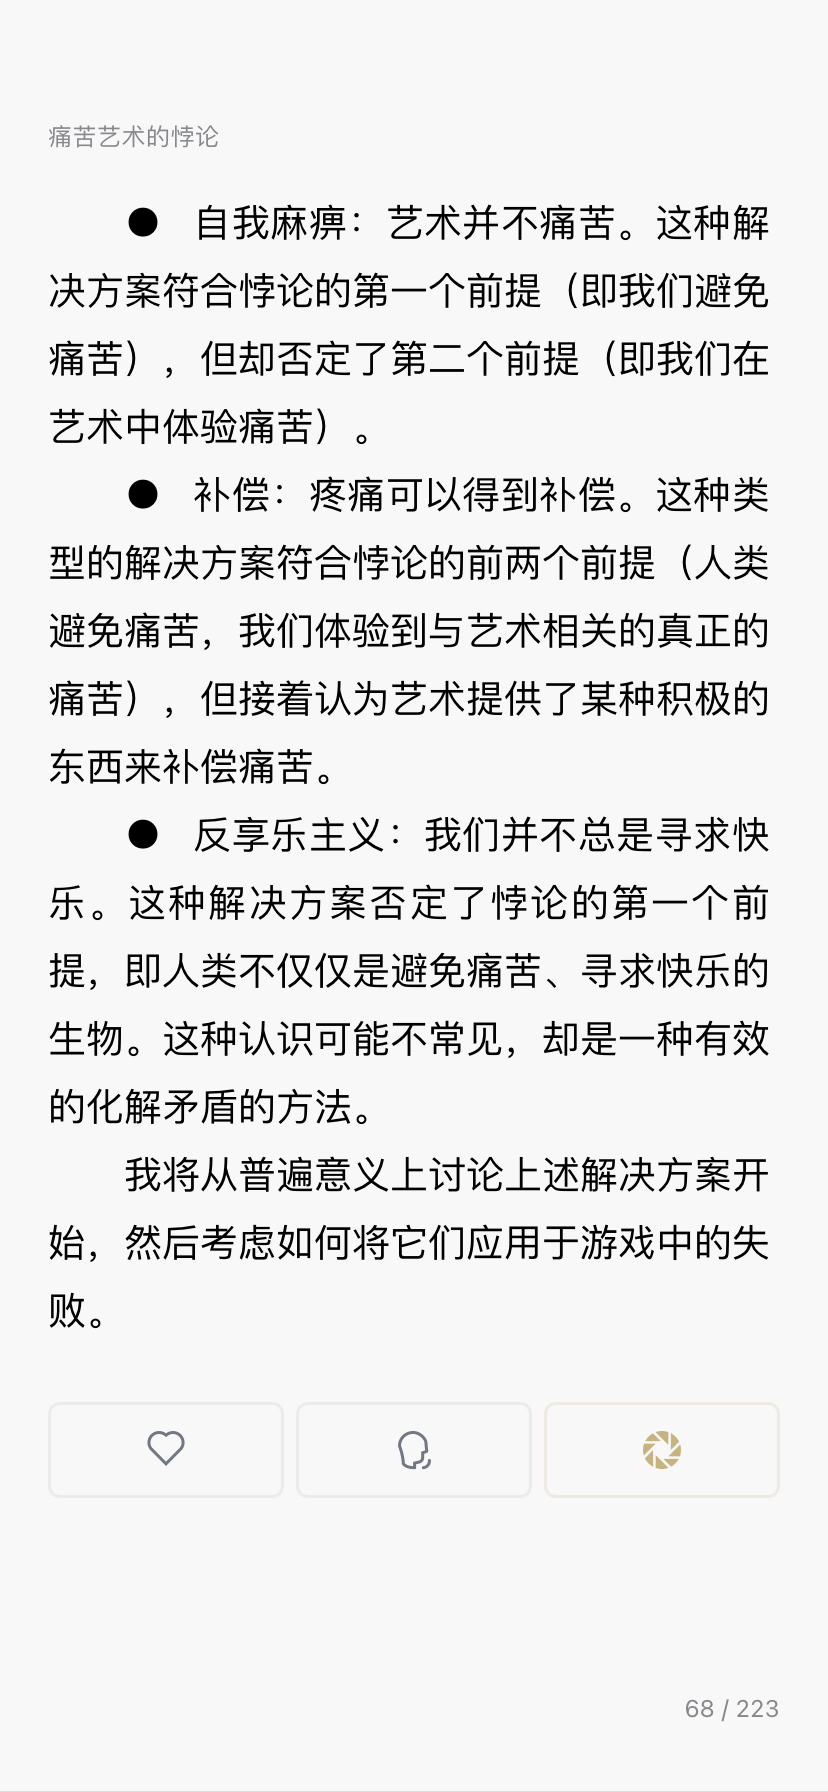 痛苦艺术的悖论
● 自我麻痹：艺术并不痛苦。这种解
决方案符合悖论的第一个前提（即我们避免
痛苦），但却否定了第二个前提（即我们在
艺术中体验痛苦）。
● 补偿：疼痛可以得到补偿。这种类
型的解决方案符合悖论的前两个前提（人类
避免痛苦，我们体验到与艺术相关的真正的
痛苦），但接着认为艺术提供了某种积极的
东西来补偿痛苦。
● 反享乐主义：我们并不总是寻求快
乐。这种解决方案否定了悖论的第一个前
提，即人类不仅仅是避免痛苦、寻求快乐的
生物。这种认识可能不常见，却是一种有效
的化解矛盾的方法。
我将从普遍意义上讨论上述解决方案开
始，然后考虑如何将它们应用于游戏中的失
败。
68 / 223